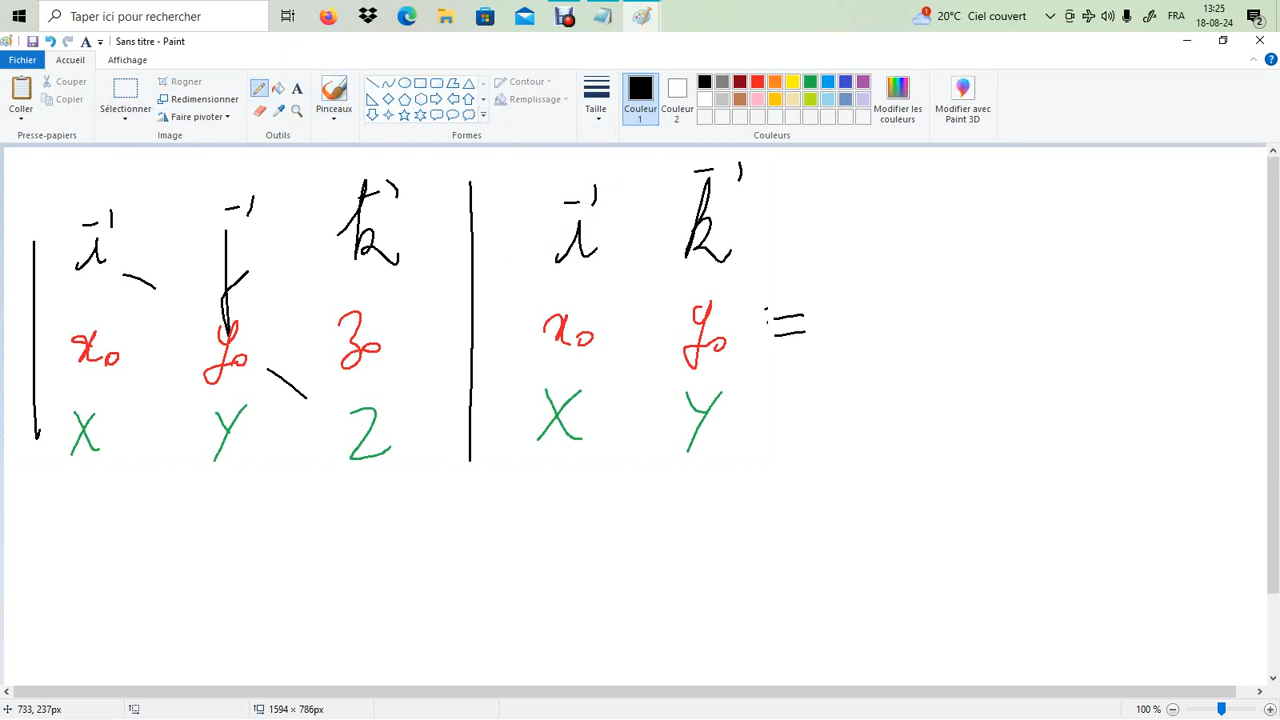 Taper ici pour rechercher
20°C Ciel couvert FRA 13:25 18-08-24 2
Sans titre - Paint
Fichier Accueil Affichage
Coller Couper Copier Presse-papiers
Sélectionner Rogner Redimensionner Faire pivoter Image
A Outils
Pinceaux
Contour Remplissage Formes
Taille
Couleur 1 Couleur 2 Modifier les couleurs Couleurs
Modifier avec Paint 3D
i j k i k
x₀ y₀ z₀ x₀ y₀ =
X Y Z X Y
733, 237px 1594 × 786px 100 %